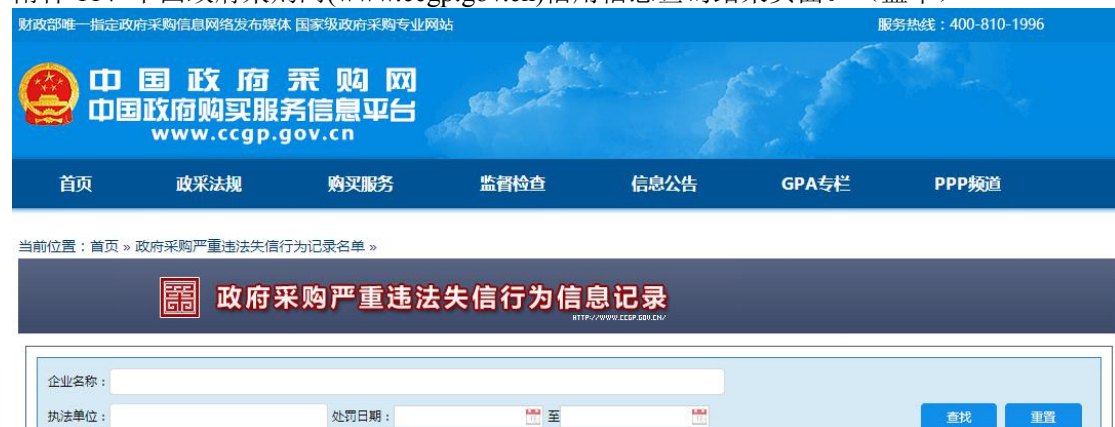 财政部唯一指定政府采购信息网络发布媒体 国家级政府采购专业网站
服务热线：400-810-1996
中国政府采购网
中国政府购买服务信息平台
www.ccgp.gov.cn
首页 政采法规 购买服务 监督检查 信息公告 GPA专栏 PPP频道
当前位置：首页 » 政府采购严重违法失信行为记录名单 »
政府采购严重违法失信行为信息记录
HTTP://WWW.CCGP.GOV.CN/
企业名称：
执法单位： 处罚日期： 至 查找 重置